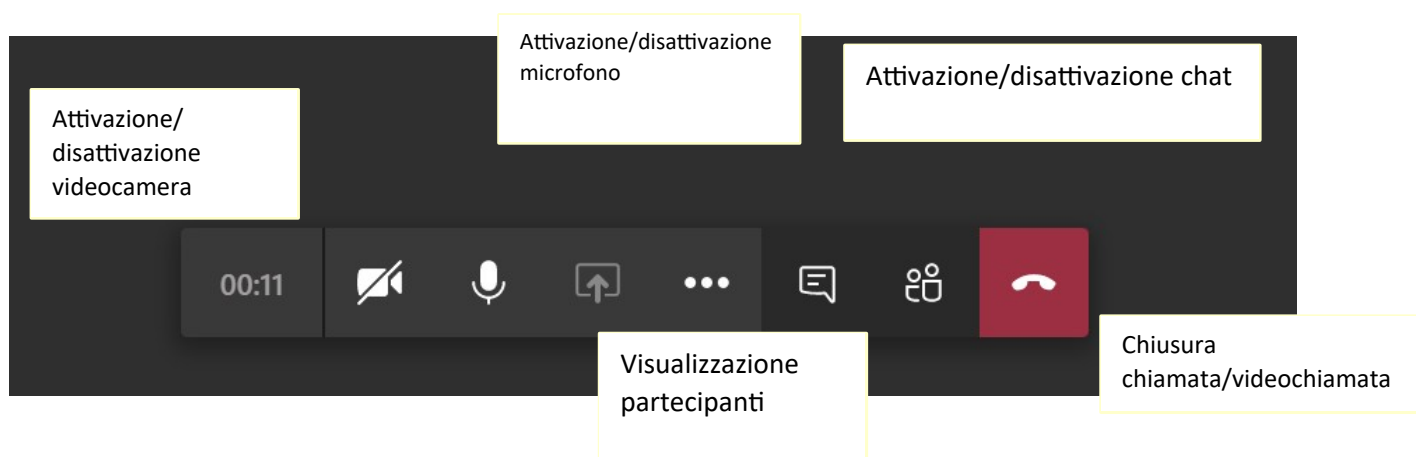 Attivazione/disattivazione
microfono
Attivazione/disattivazione chat
Attivazione/
disattivazione
videocamera
00:11
Visualizzazione
partecipanti
Chiusura
chiamata/videochiamata